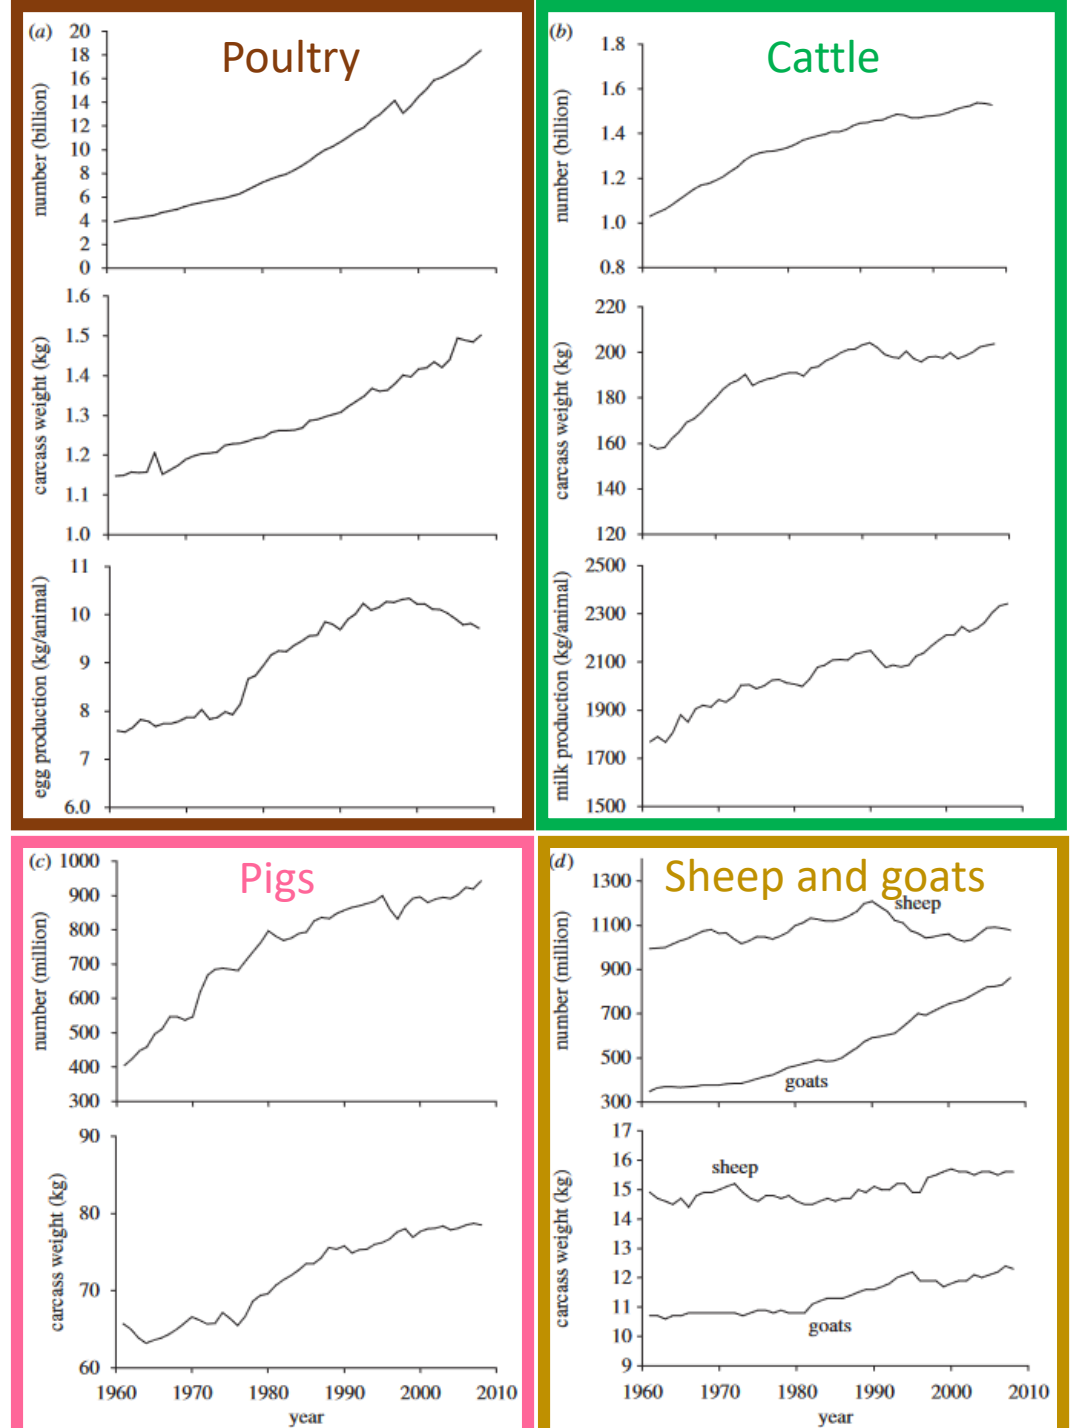 (a)
Poultry
number (billion)
20
18
16
14
12
10
8
6
4
2
0
carcass weight (kg)
1.6
1.5
1.4
1.3
1.2
1.1
1.0
egg production (kg/animal)
11
10
9
8
7
6.0
(b)
Cattle
number (billion)
1.8
1.6
1.4
1.2
1.0
0.8
carcass weight (kg)
220
200
180
160
140
120
milk production (kg/animal)
2500
2300
2100
1900
1700
1500
(c)
Pigs
number (million)
1000
900
800
700
600
500
400
300
carcass weight (kg)
90
80
70
60
1960 1970 1980 1990 2000 2010
year
(d)
Sheep and goats
number (million)
1300
1100
900
700
500
300
sheep
goats
carcass weight (kg)
17
16
15
14
13
12
11
10
9
sheep
goats
1960 1970 1980 1990 2000 2010
year